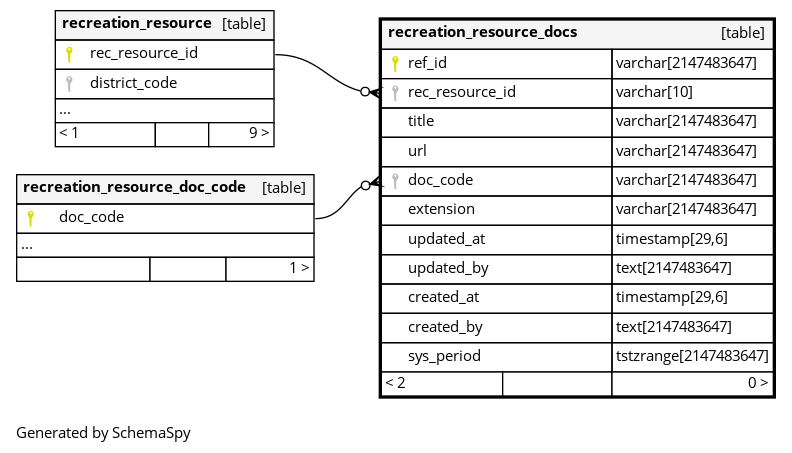 recreation_resource [table]
rec_resource_id
district_code
...
< 1 9 >
recreation_resource_doc_code [table]
doc_code
...
1 >
recreation_resource_docs [table]
ref_id varchar[2147483647]
rec_resource_id varchar[10]
title varchar[2147483647]
url varchar[2147483647]
doc_code varchar[2147483647]
extension varchar[2147483647]
updated_at timestamp[29,6]
updated_by text[2147483647]
created_at timestamp[29,6]
created_by text[2147483647]
sys_period tstzrange[2147483647]
< 2 0 >
Generated by SchemaSpy